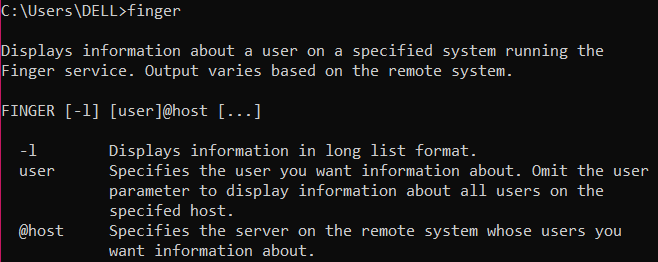 C:\Users\DELL>finger
Displays information about a user on a specified system running the
Finger service. Output varies based on the remote system.
FINGER [-l] [user]@host [...]
-l Displays information in long list format.
user Specifies the user you want information about. Omit the user
parameter to display information about all users on the
specifed host.
@host Specifies the server on the remote system whose users you
want information about.